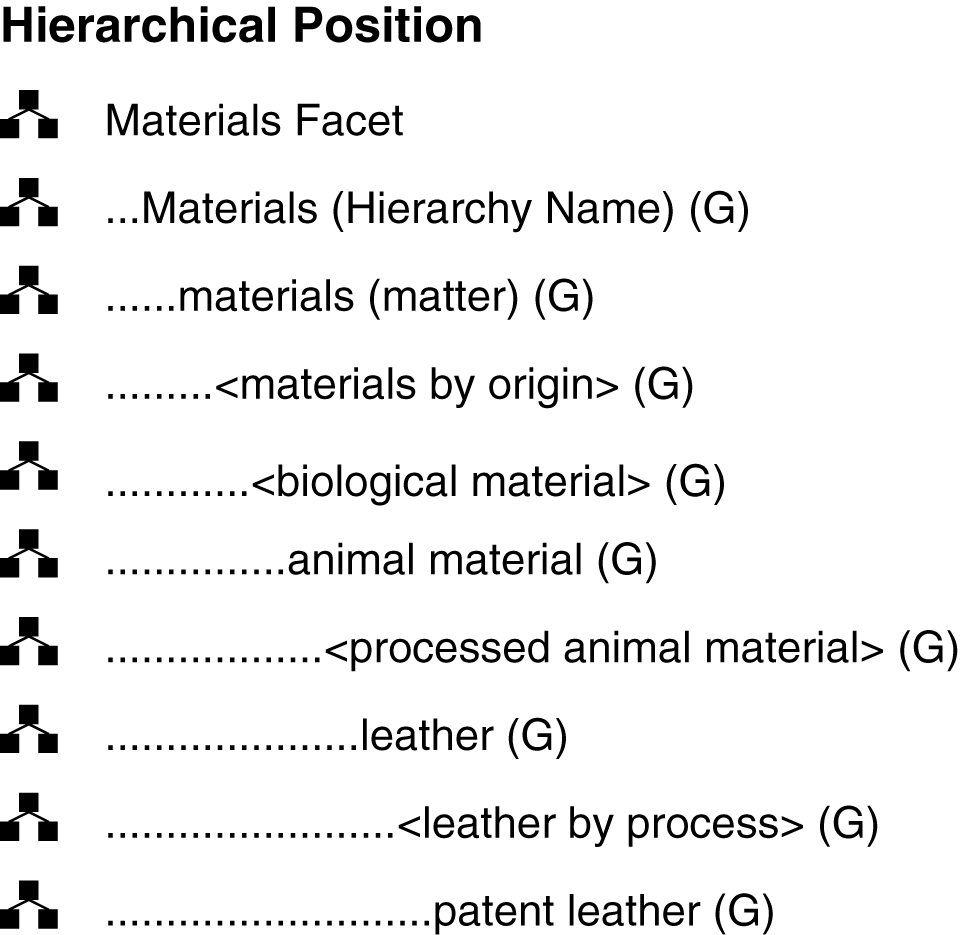 Hierarchical Position
Materials Facet
...Materials (Hierarchy Name) (G)
......materials (matter) (G)
.........<materials by origin> (G)
............<biological material> (G)
...............animal material (G)
..................<processed animal material> (G)
.....................leather (G)
........................<leather by process> (G)
...........................patent leather (G)